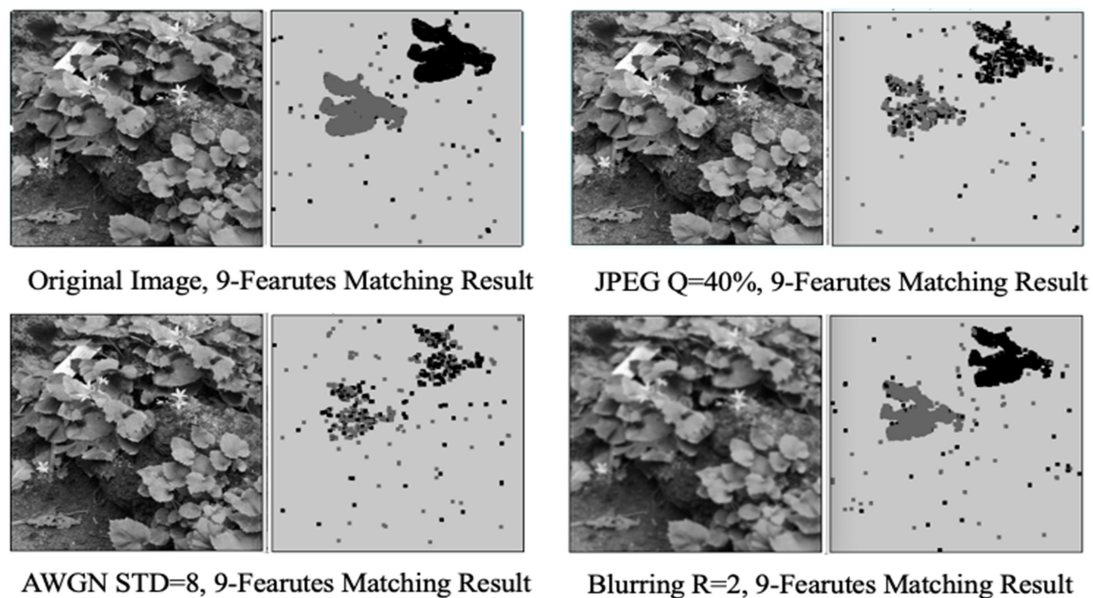 Original Image, 9-Fearutes Matching Result
JPEG Q=40%, 9-Fearutes Matching Result
AWGN STD=8, 9-Fearutes Matching Result
Blurring R=2, 9-Fearutes Matching Result